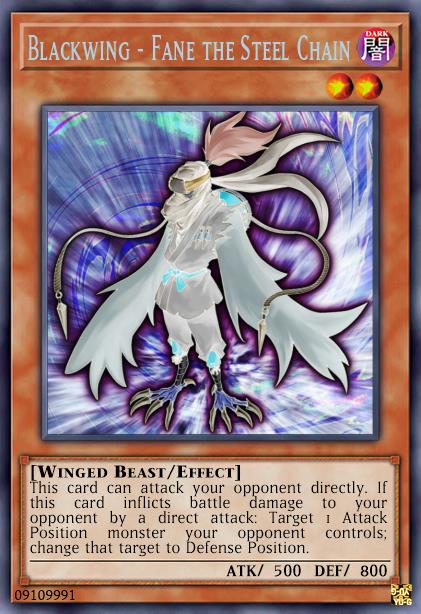 Blackwing - Fane the Steel Chain
DARK
闇
[Winged Beast/Effect]
This card can attack your opponent directly. If
this card inflicts battle damage to your
opponent by a direct attack: Target 1 Attack
Position monster your opponent controls;
change that target to Defense Position.
ATK/ 500 DEF/ 800
09109991